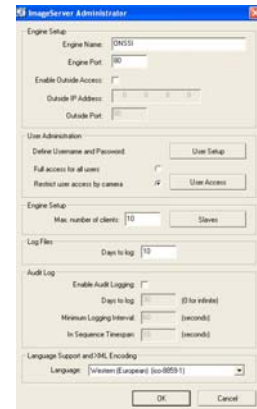 ImageServer Administrator
Engine Setup
Engine Name: ONSSI
Engine Port: 80
Enable Outside Access:
Outside IP Address:
Outside Port:
User Administration
Define Username and Password: User Setup
Full access for all users
Restrict user access by camera User Access
Engine Setup
Max. number of clients: 10 Slaves
Log Files
Days to log: 10
Audit Log
Enable Audit Logging:
Days to log: (0 for infinite)
Minimum Logging Interval: (seconds)
In Sequence Timespan: (seconds)
Language Support and XML Encoding
Language: Western (European) (iso-8859-1)
OK Cancel